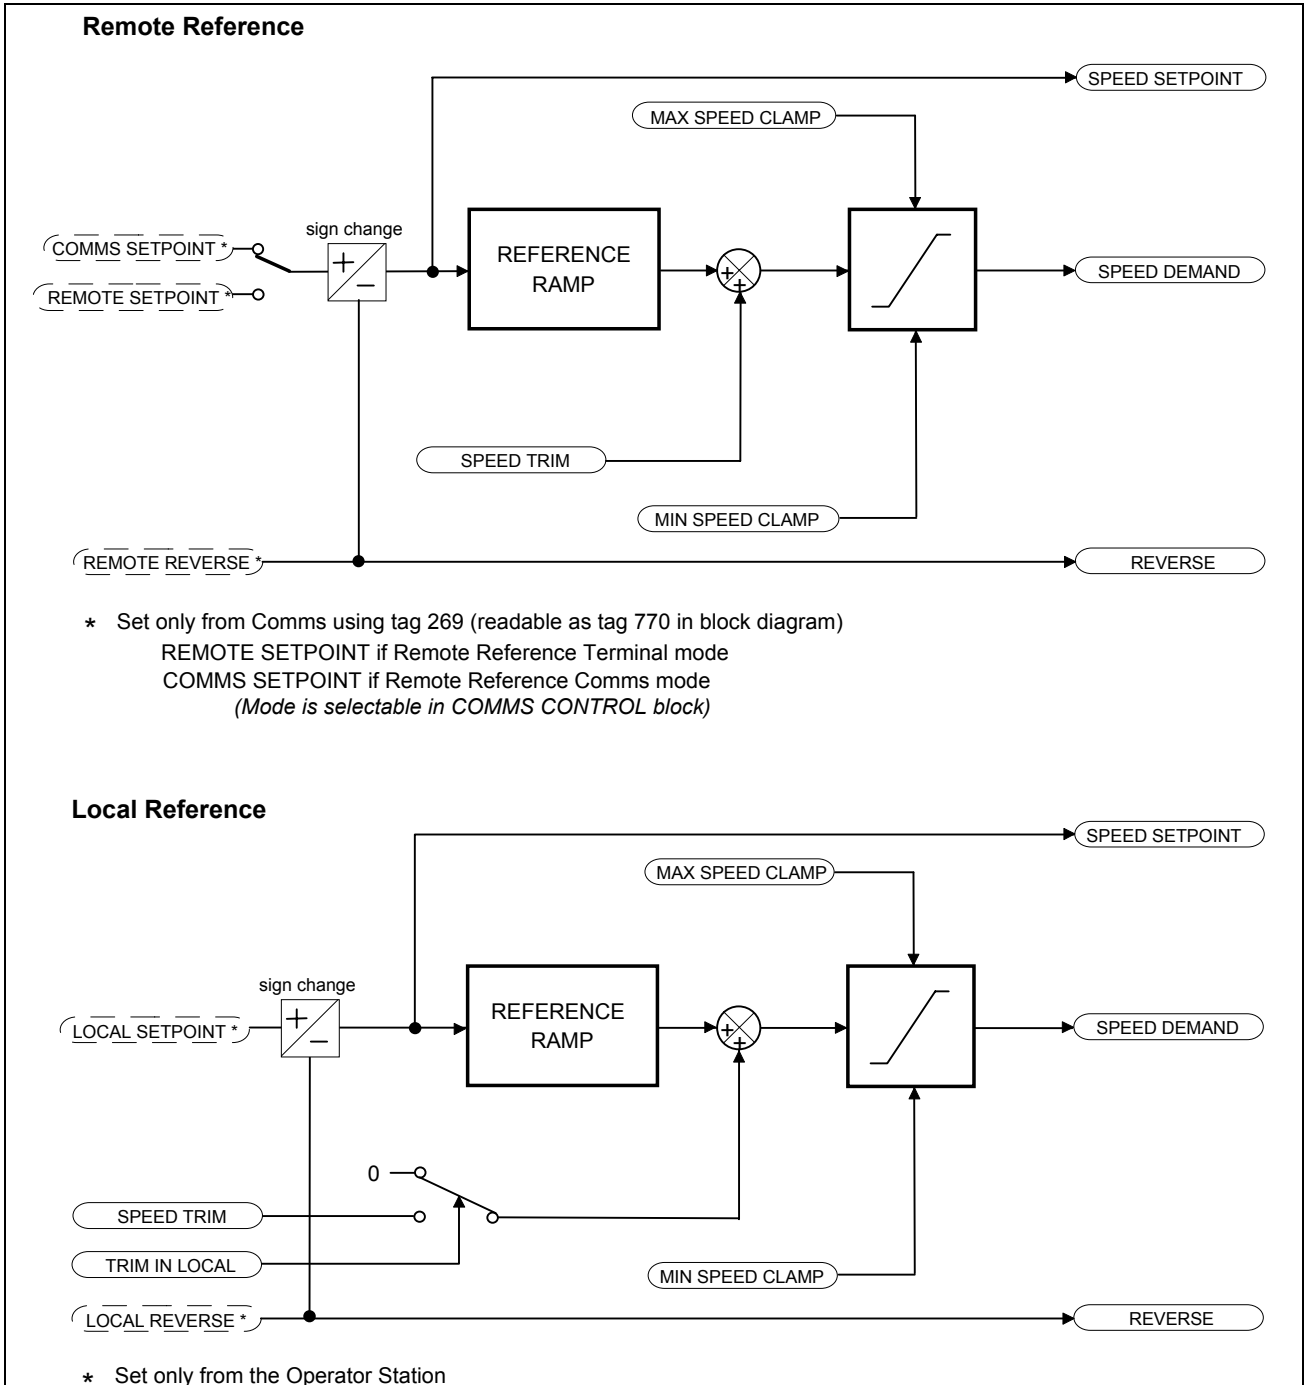 Remote Reference
SPEED SETPOINT
MAX SPEED CLAMP
sign change
COMMS SETPOINT *
+
−
REFERENCE
RAMP
+
+
SPEED DEMAND
REMOTE SETPOINT *
SPEED TRIM
MIN SPEED CLAMP
REMOTE REVERSE *
REVERSE
* Set only from Comms using tag 269 (readable as tag 770 in block diagram)
REMOTE SETPOINT if Remote Reference Terminal mode
COMMS SETPOINT if Remote Reference Comms mode
(Mode is selectable in COMMS CONTROL block)
Local Reference
SPEED SETPOINT
MAX SPEED CLAMP
sign change
LOCAL SETPOINT *
+
−
REFERENCE
RAMP
+
+
SPEED DEMAND
0
SPEED TRIM
TRIM IN LOCAL
MIN SPEED CLAMP
LOCAL REVERSE *
REVERSE
* Set only from the Operator Station